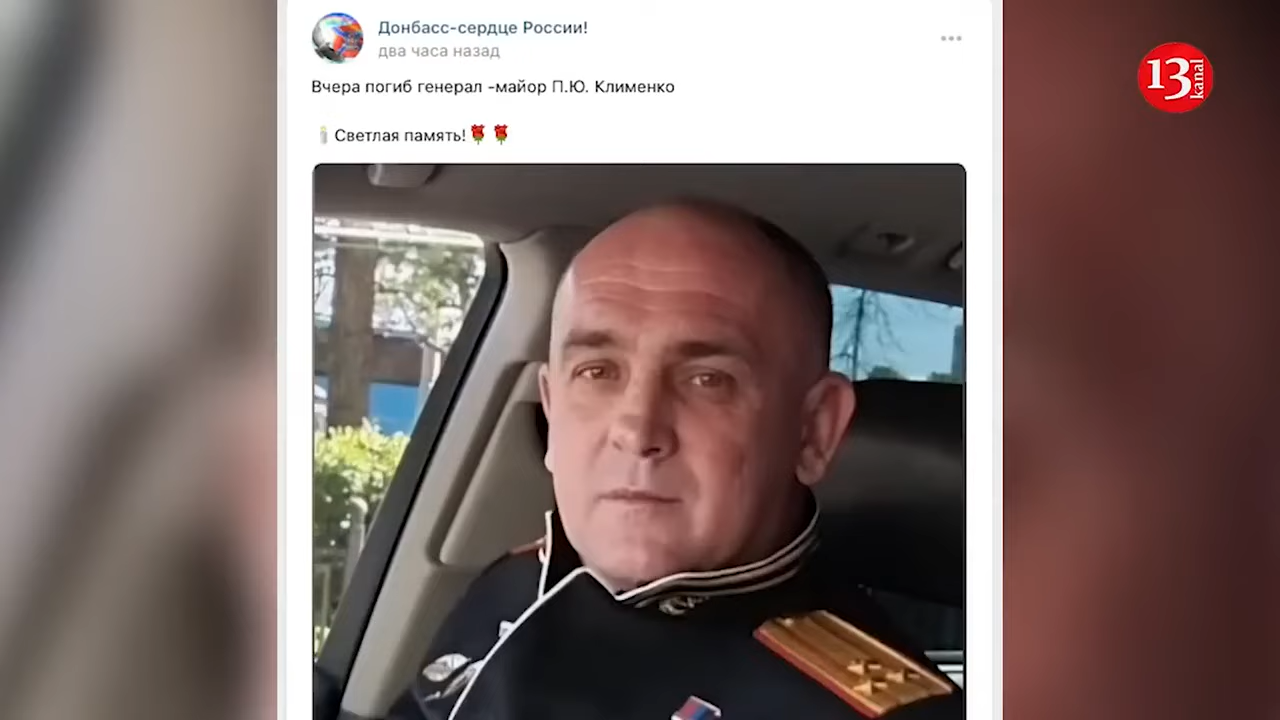 Донбасс-сердце России!
два часа назад
Вчера погиб генерал -майор П.Ю. Клименко
Светлая память!
13 kanal